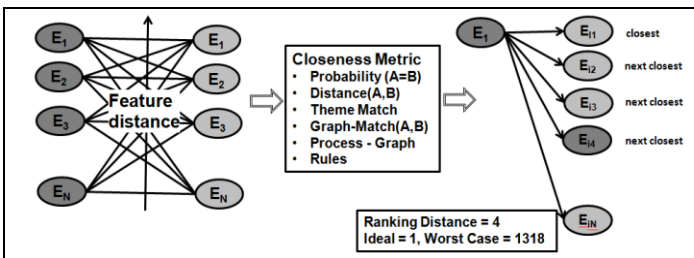 E1
E2
E3
EN
Feature
distance
E1
E2
E3
EN
Closeness Metric
• Probability (A=B)
• Distance(A,B)
• Theme Match
• Graph-Match(A,B)
• Process - Graph
• Rules
E1
Ei1 closest
Ei2 next closest
Ei3 next closest
Ei4 next closest
EiN
Ranking Distance = 4
Ideal = 1, Worst Case = 1318